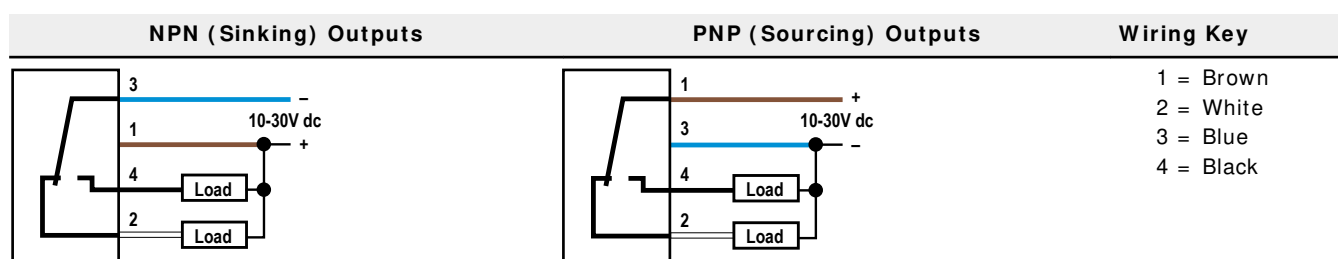 NPN (Sinking) Outputs PNP (Sourcing) Outputs Wiring Key
3
–
10-30V dc
1
+
4
Load
2
Load
1
+
10-30V dc
3
–
4
Load
2
Load
1 = Brown
2 = White
3 = Blue
4 = Black